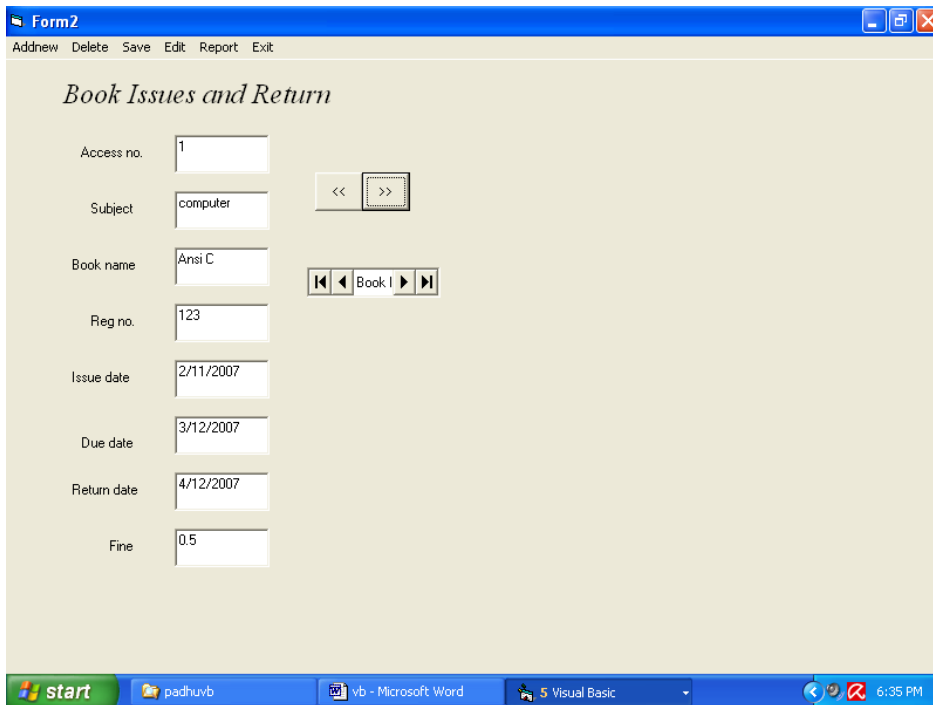 Form2
Addnew Delete Save Edit Report Exit
Book Issues and Return
Access no. 1
<< >>
Subject computer
Book name Ansi C
Book I
Reg no. 123
Issue date 2/11/2007
Due date 3/12/2007
Return date 4/12/2007
Fine 0.5
start padhuvb vb - Microsoft Word 5 Visual Basic 6:35 PM